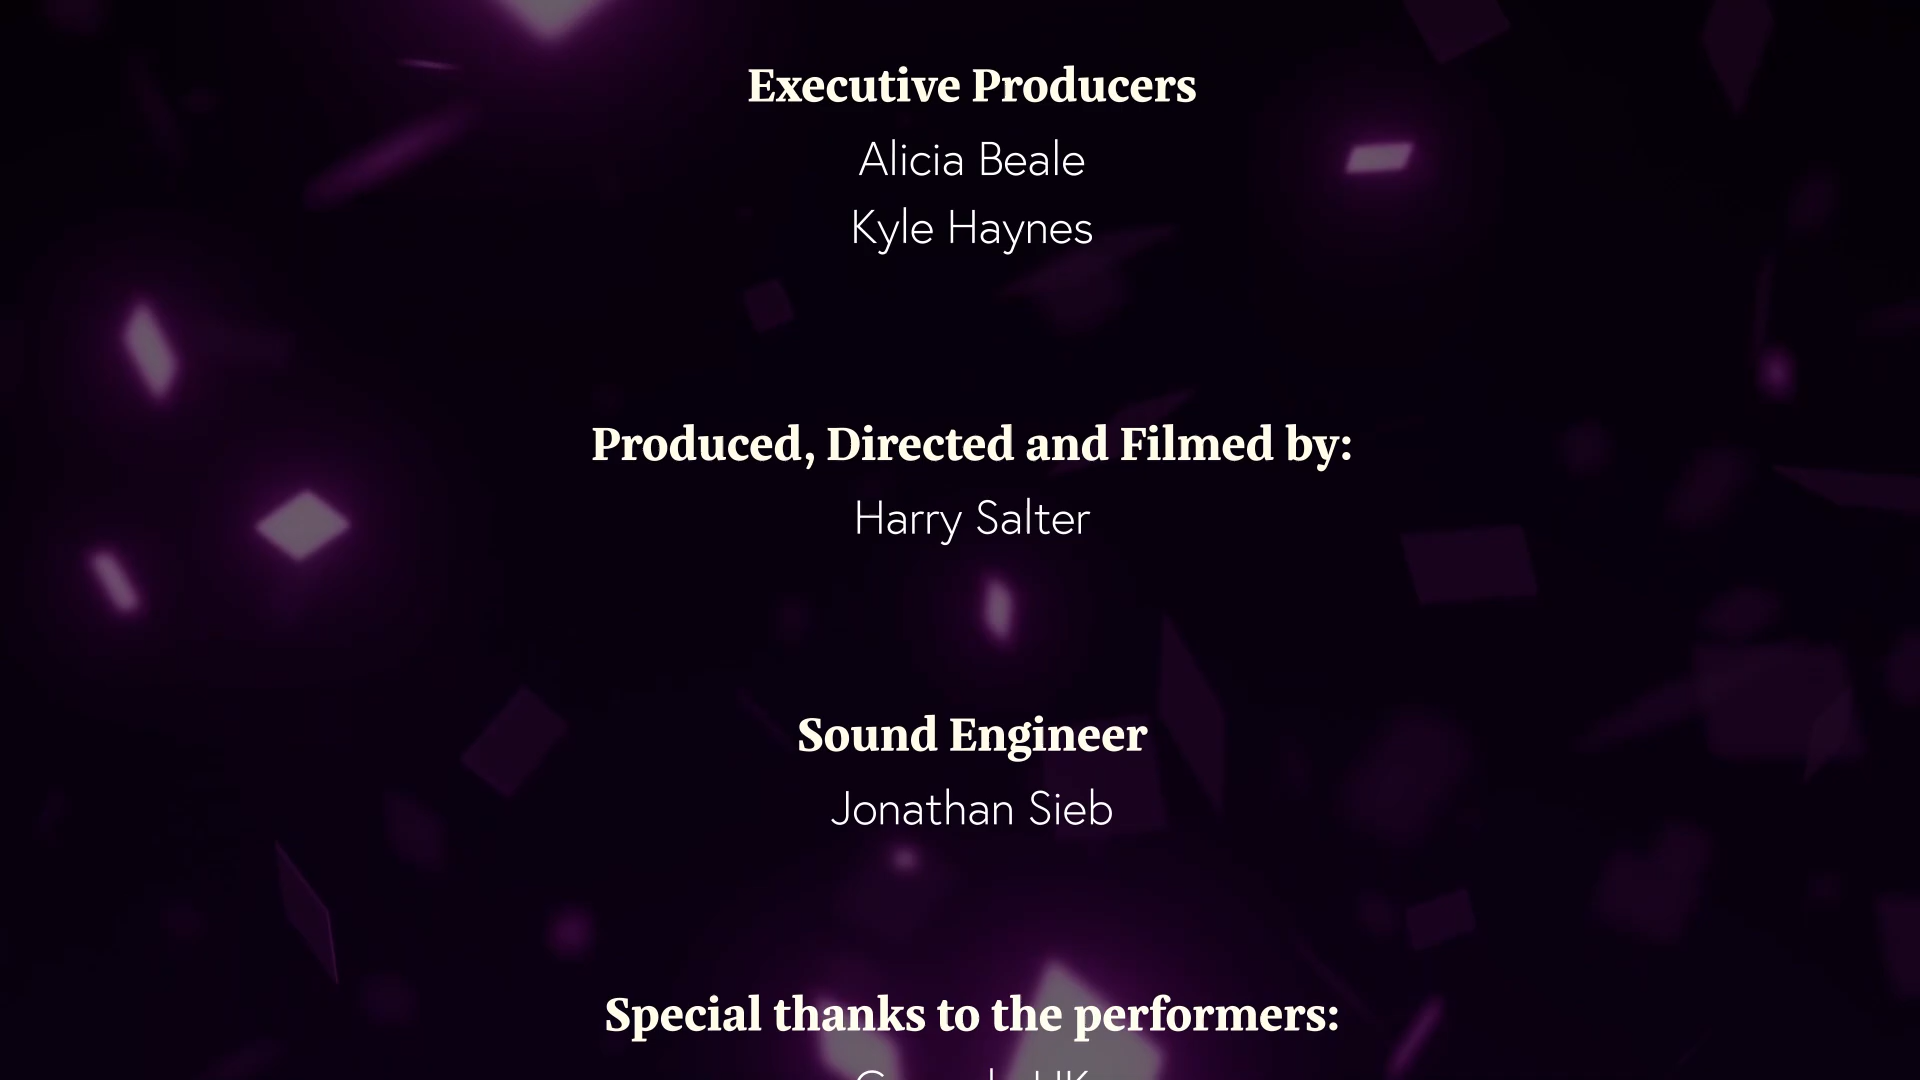 Executive Producers
Alicia Beale
Kyle Haynes
Produced, Directed and Filmed by:
Harry Salter
Sound Engineer
Jonathan Sieb
Special thanks to the performers: